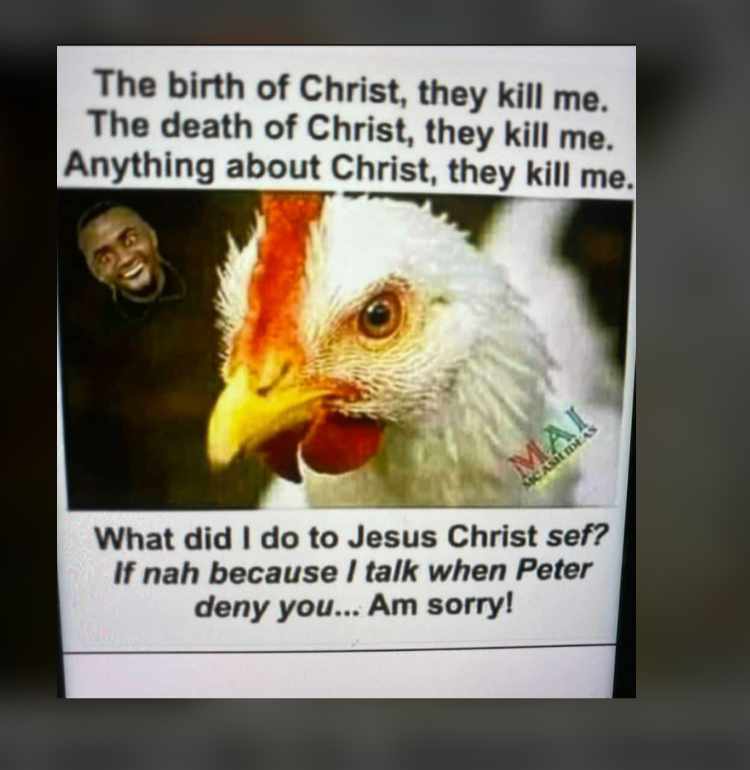 The birth of Christ, they kill me.
The death of Christ, they kill me.
Anything about Christ, they kill me.
MAI
What did I do to Jesus Christ sef?
If nah because I talk when Peter
deny you... Am sorry!